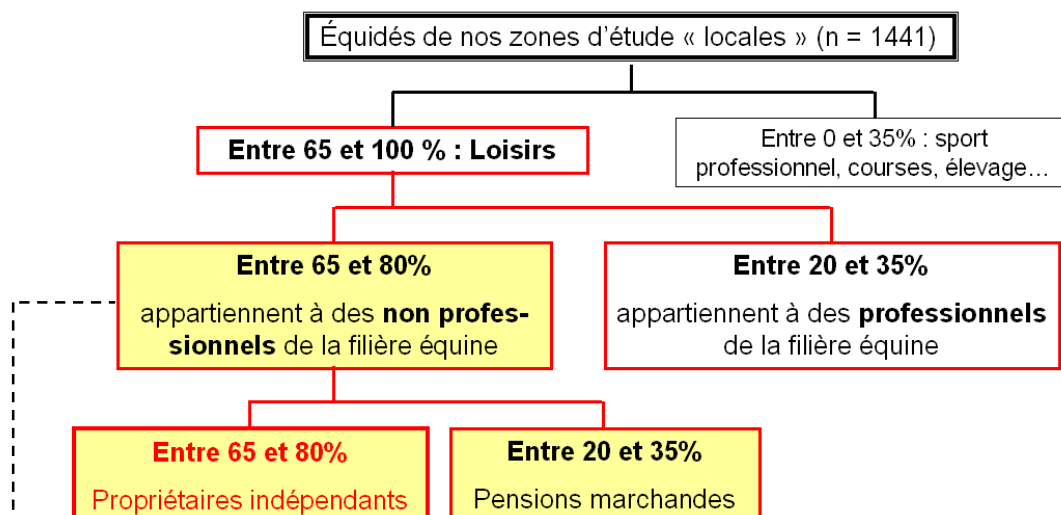 Équidés de nos zones d'étude « locales » (n = 1441)
Entre 65 et 100 % : Loisirs
Entre 0 et 35% : sport
professionnel, courses, élevage...
Entre 65 et 80%
appartiennent à des non profes-
sionnels de la filière équine
Entre 20 et 35%
appartiennent à des professionnels
de la filière équine
Entre 65 et 80%
Propriétaires indépendants
Entre 20 et 35%
Pensions marchandes